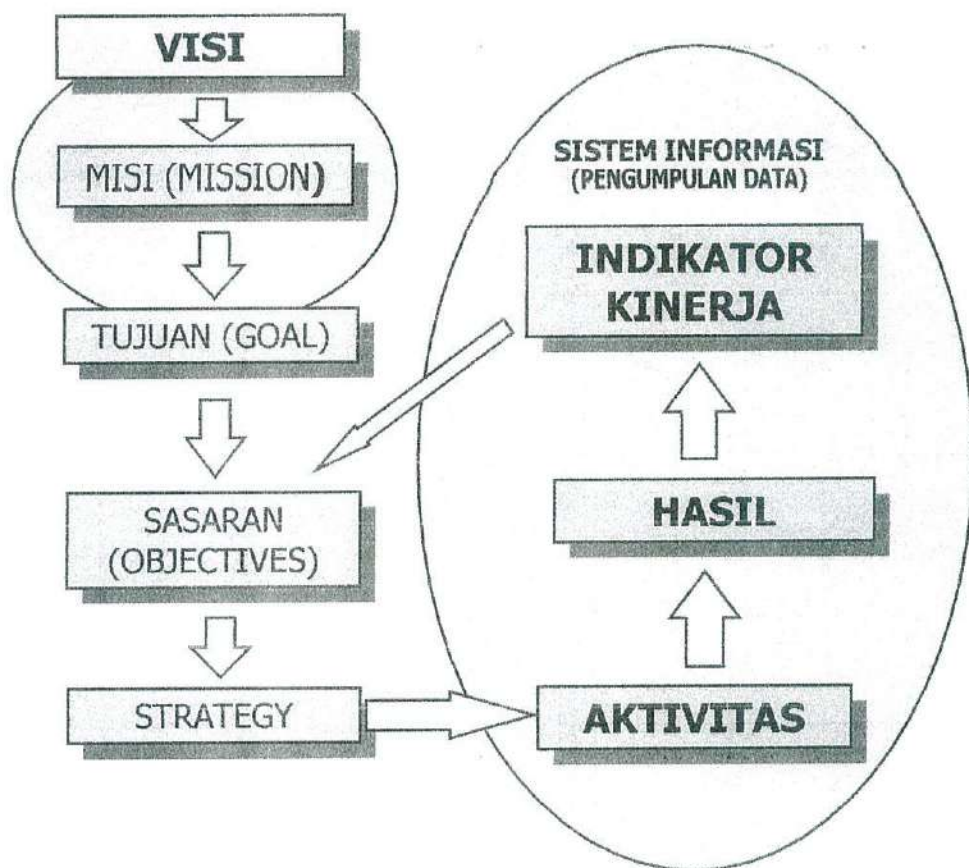 VISI
MISI (MISSION)
TUJUAN (GOAL)
SASARAN
(OBJECTIVES)
STRATEGY
SISTEM INFORMASI
(PENGUMPULAN DATA)
INDIKATOR
KINERJA
HASIL
AKTIVITAS